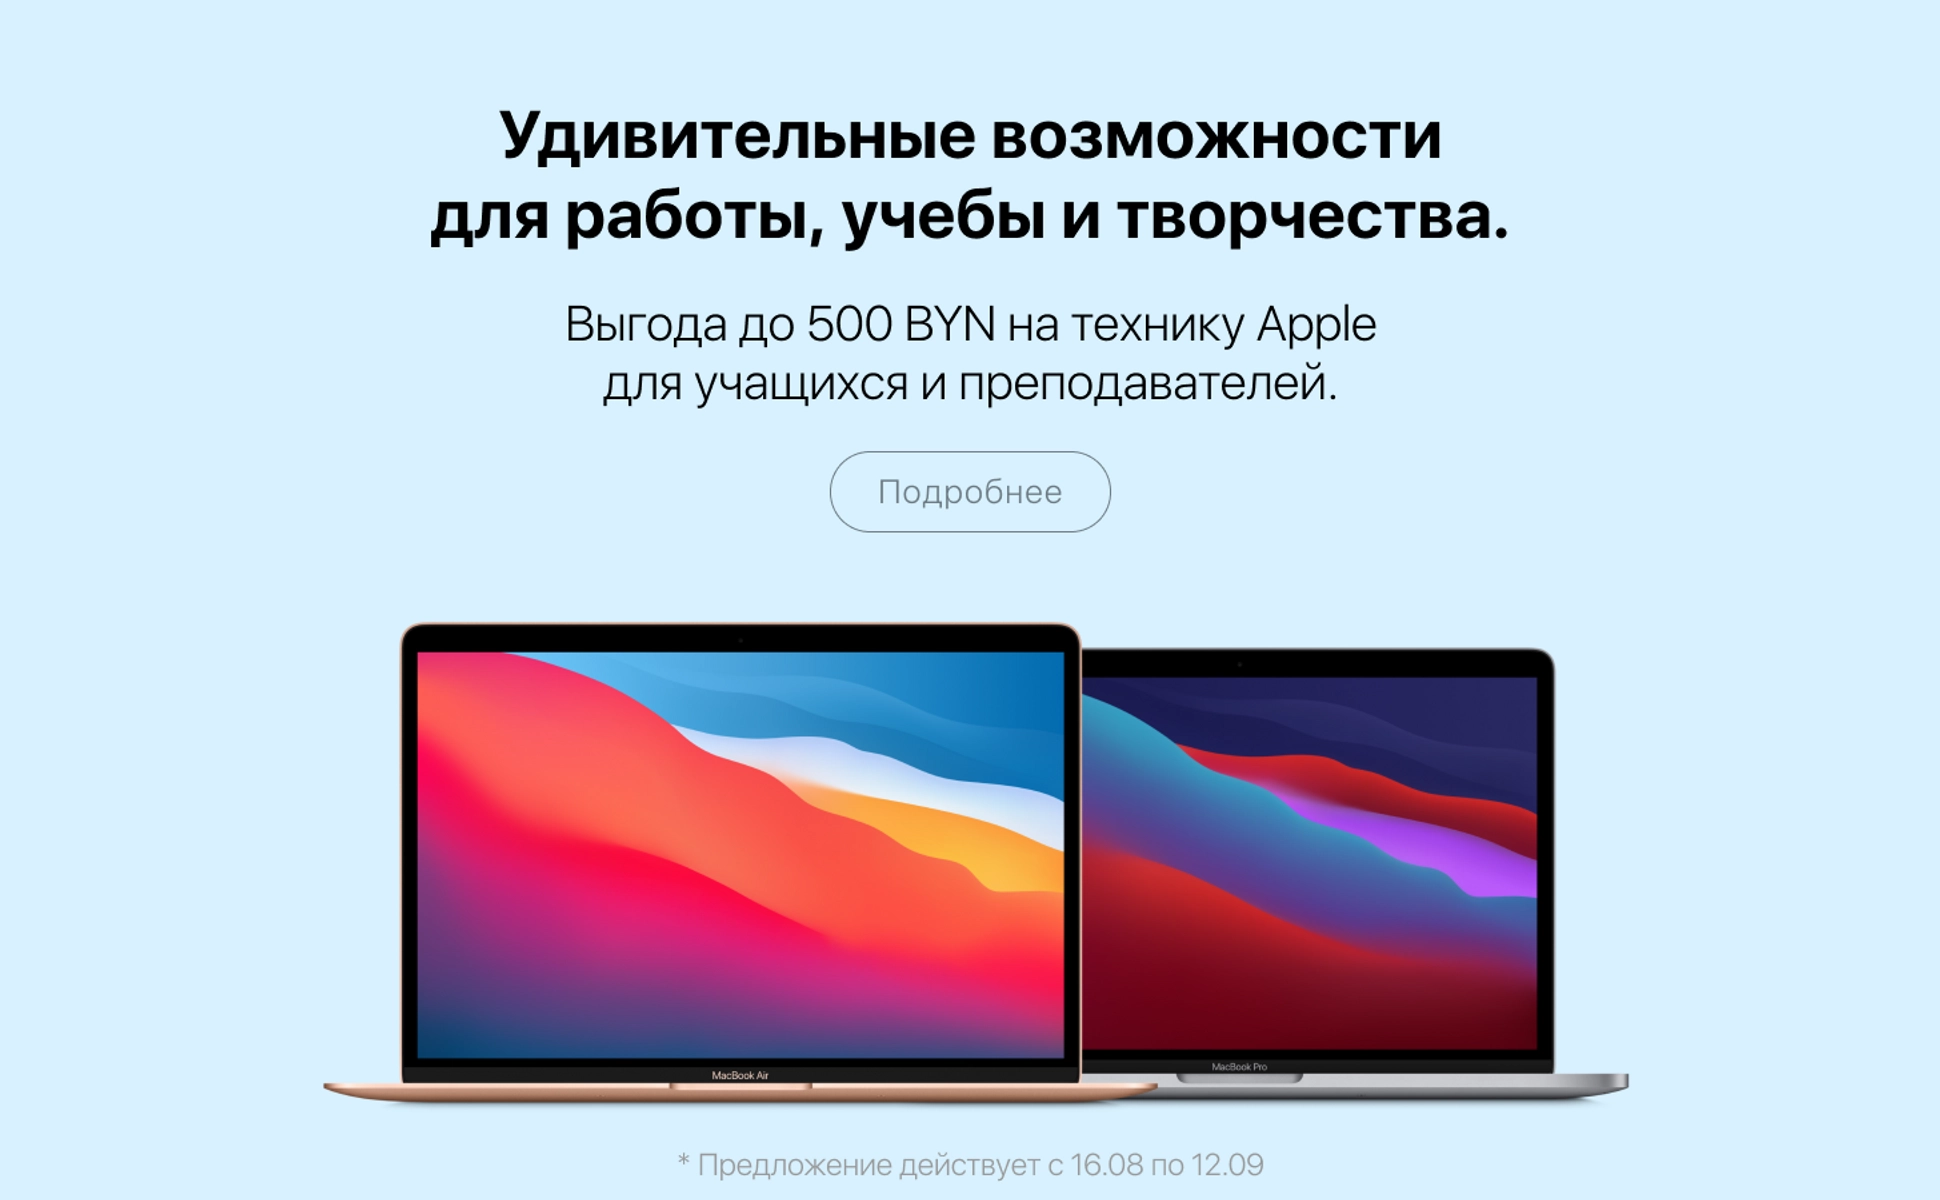 Удивительные возможности
для работы, учебы и творчества.
Выгода до 500 BYN на технику Apple
для учащихся и преподавателей.
Подробнее
MacBook Air
MacBook Pro
* Предложение действует с 16.08 по 12.09